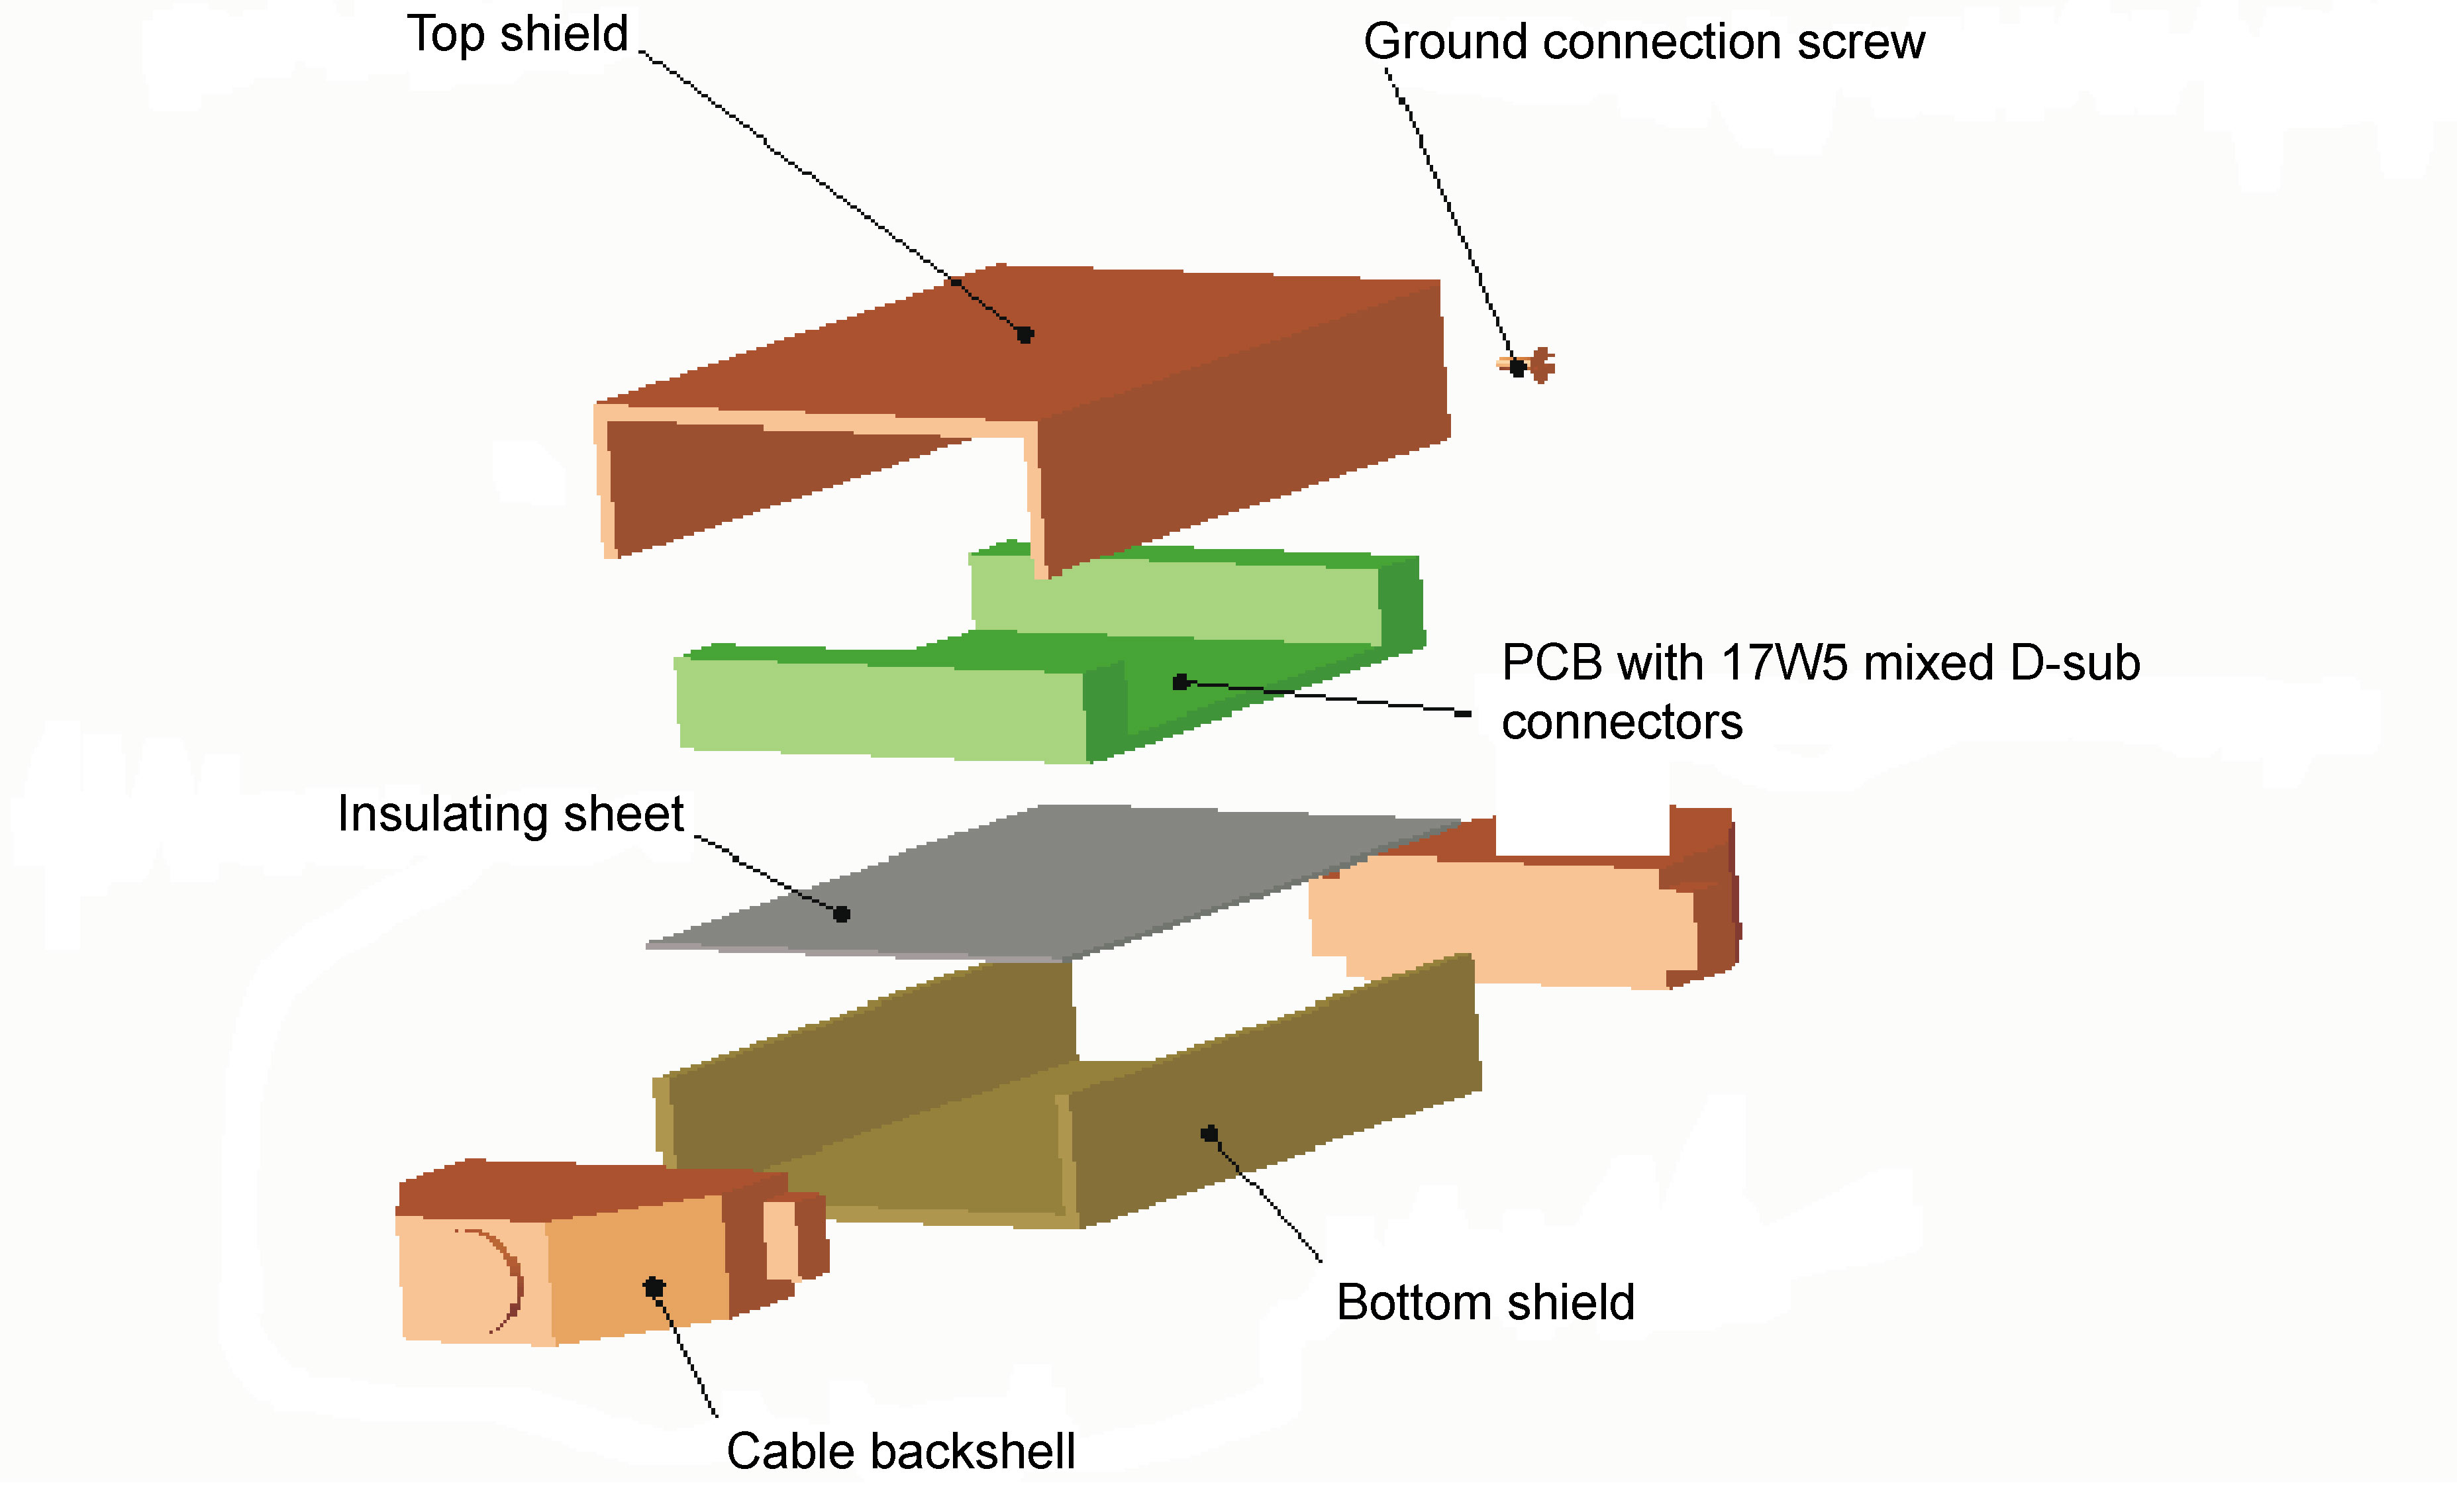 Top shield
Ground connection screw
PCB with 17W5 mixed D-sub
connectors
Insulating sheet
Bottom shield
Cable backshell